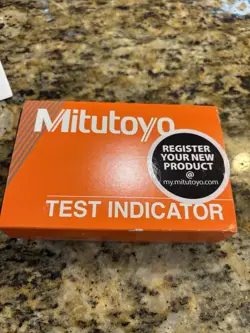 Mitutoyo
REGISTER
YOUR NEW
PRODUCT
@
my.mitutoyo.com
TEST INDICATOR